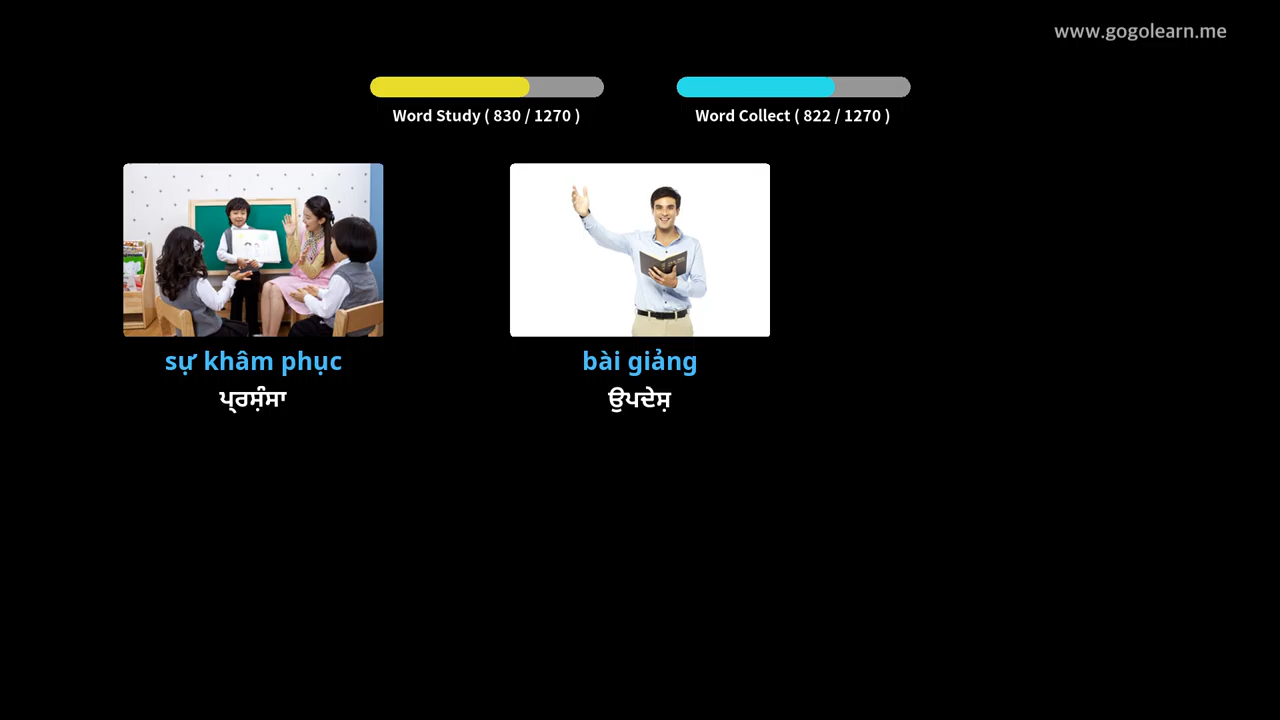 www.gogolearn.me
Word Study ( 830 / 1270 )
Word Collect ( 822 / 1270 )
sự khâm phục
ਪ੍ਰਸ਼ੰਸਾ
bài giảng
ਉਪਦੇਸ਼